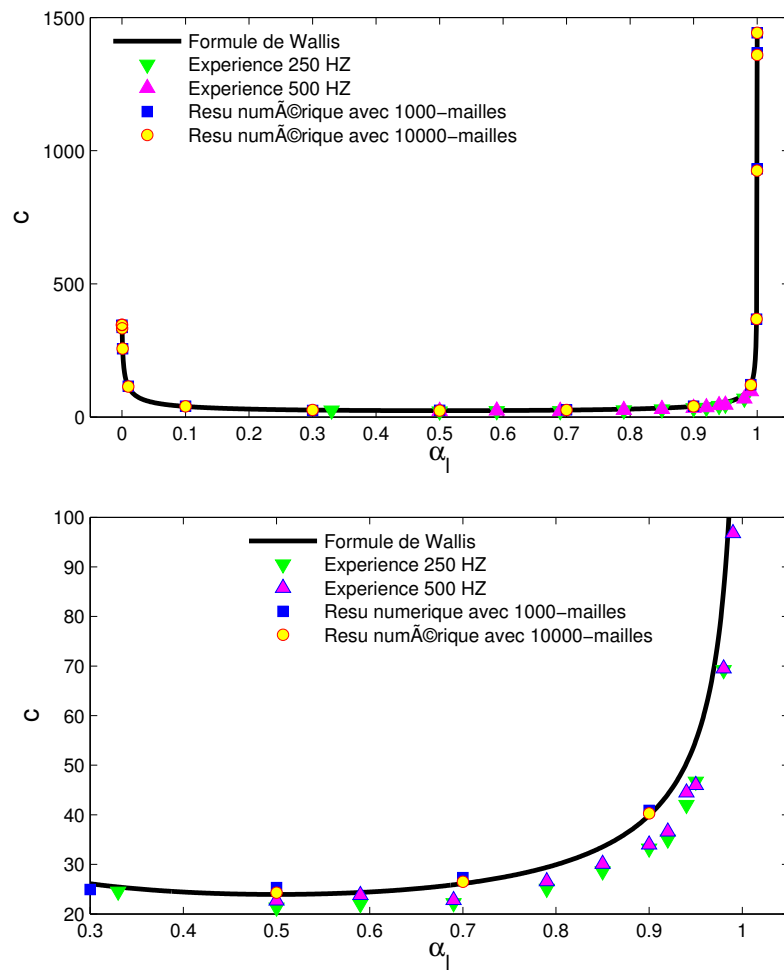 1500
1000
500
0
c
Formule de Wallis
Experience 250 HZ
Experience 500 HZ
Resu numÃ©rique avec 1000−mailles
Resu numÃ©rique avec 10000−mailles
0 0.1 0.2 0.3 0.4 0.5 0.6 0.7 0.8 0.9 1
αl
100
90
80
70
60
50
40
30
20
c
Formule de Wallis
Experience 250 HZ
Experience 500 HZ
Resu numerique avec 1000−mailles
Resu numÃ©rique avec 10000−mailles
0.3 0.4 0.5 0.6 0.7 0.8 0.9 1
αl